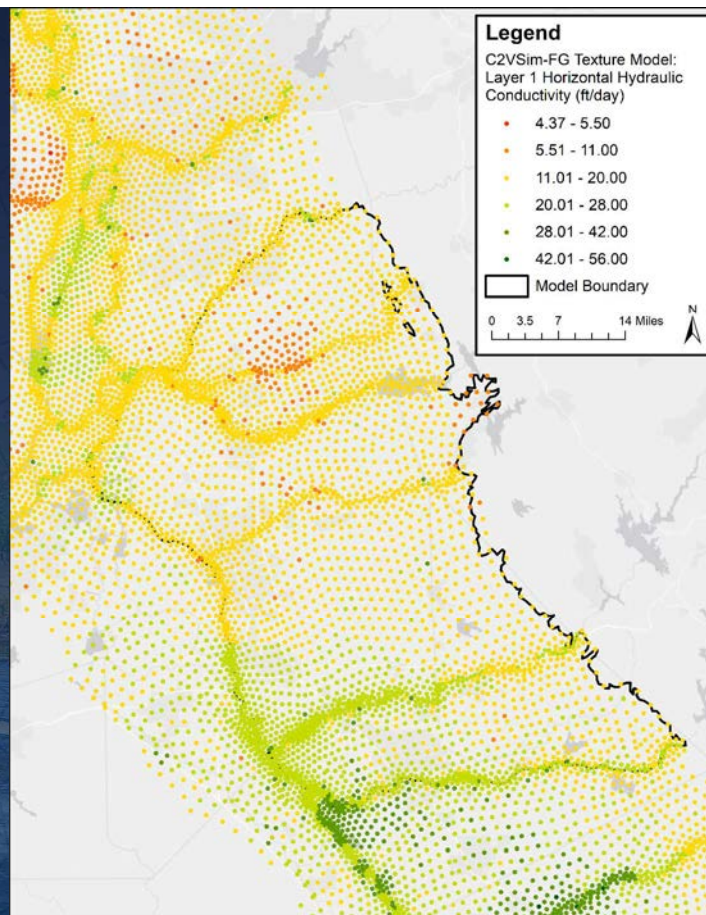 Legend
C2VSim-FG Texture Model:
Layer 1 Horizontal Hydraulic
Conductivity (ft/day)
4.37 - 5.50
5.51 - 11.00
11.01 - 20.00
20.01 - 28.00
28.01 - 42.00
42.01 - 56.00
Model Boundary
N
0 3.5 7 14 Miles